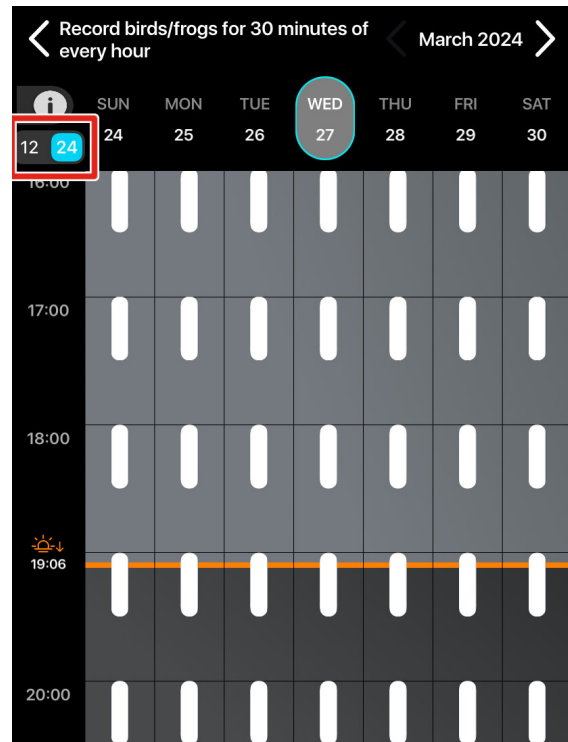 Record birds/frogs for 30 minutes of
every hour
March 2024
i
SUN MON TUE WED THU FRI SAT
12 24
24 25 26 27 28 29 30
16:00
17:00
18:00
19:06
20:00